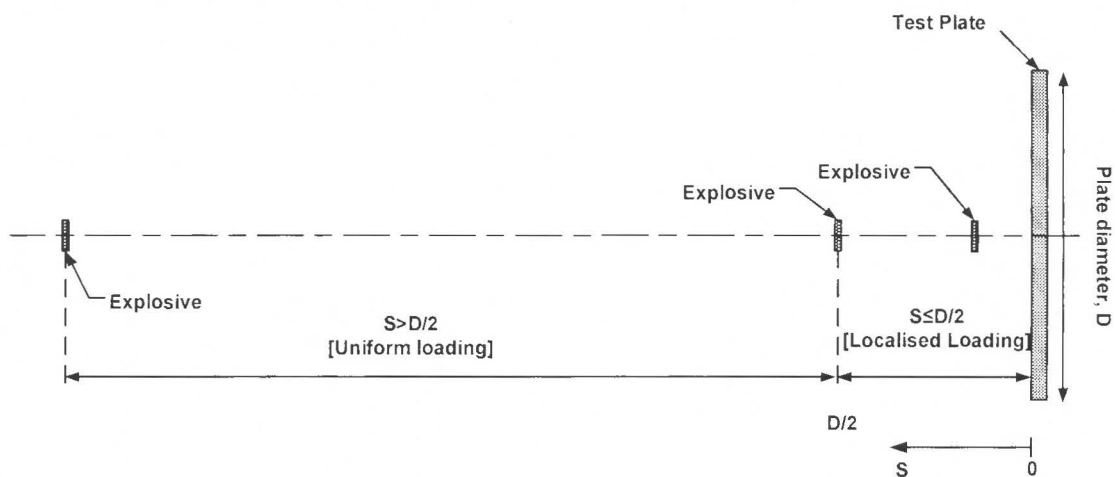 Test Plate
Explosive
Explosive
Plate diameter, D
Explosive
S>D/2
[Uniform loading]
S≤D/2
[Localised Loading]
D/2
S
0